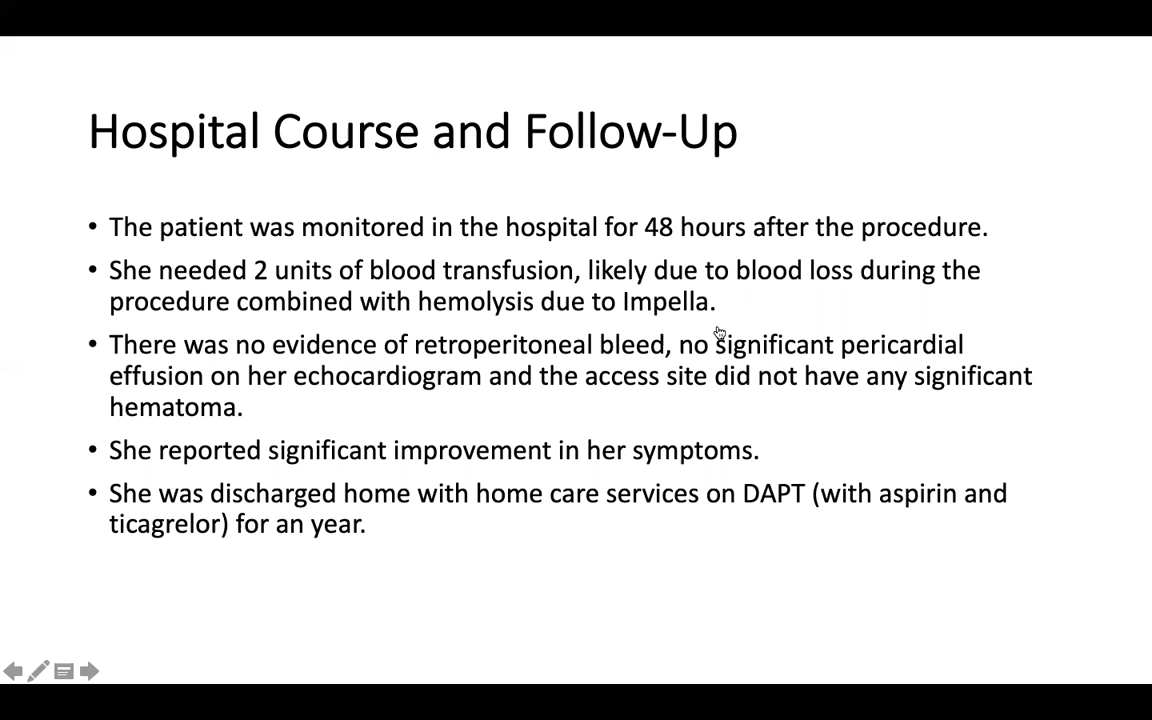 Hospital Course and Follow-Up
• The patient was monitored in the hospital for 48 hours after the procedure.
• She needed 2 units of blood transfusion, likely due to blood loss during the
procedure combined with hemolysis due to Impella.
• There was no evidence of retroperitoneal bleed, no significant pericardial
effusion on her echocardiogram and the access site did not have any significant
hematoma.
• She reported significant improvement in her symptoms.
• She was discharged home with home care services on DAPT (with aspirin and
ticagrelor) for an year.